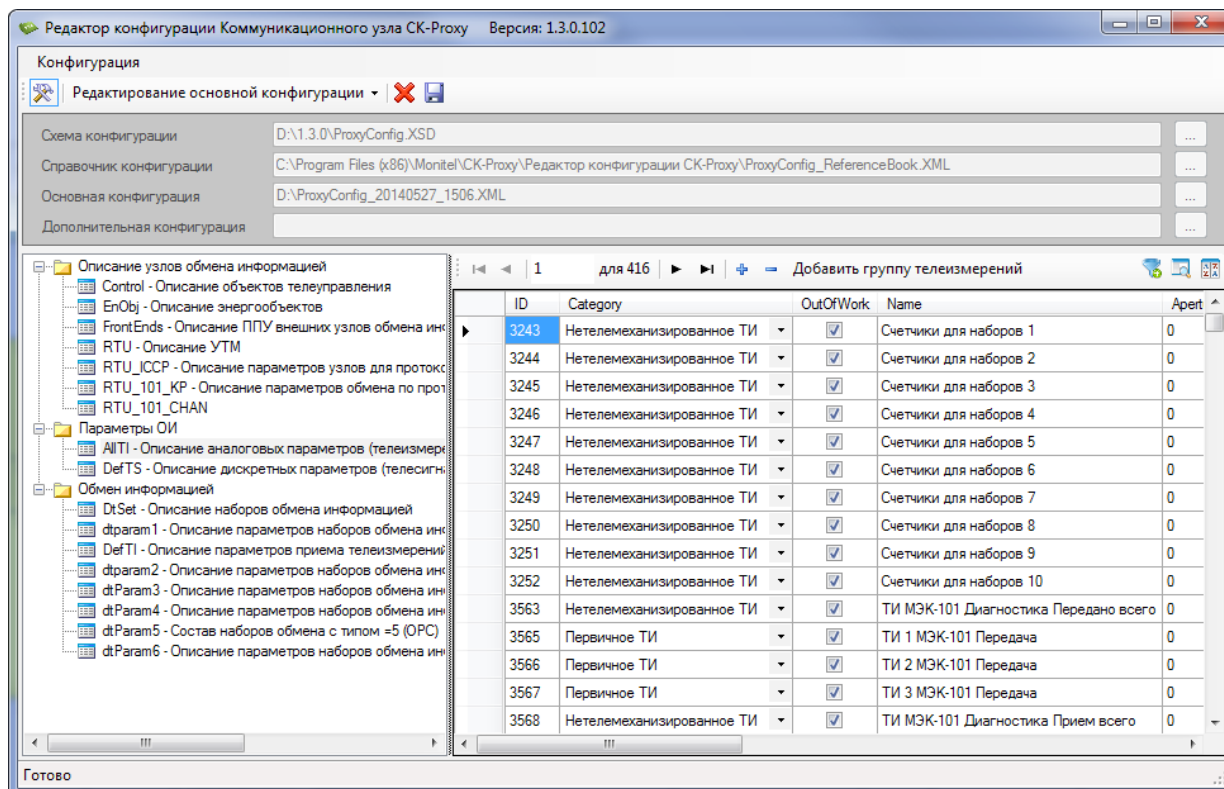 Редактор конфигурации Коммуникационного узла СК-Proxy Версия: 1.3.0.102
Конфигурация
Редактирование основной конфигурации
Схема конфигурации D:\1.3.0\ProxyConfig.XSD ...
Справочник конфигурации C:\Program Files (x86)\Monitel\CK-Proxy\Редактор конфигурации СК-Proxy\ProxyConfig_ReferenceBook.XML ...
Основная конфигурация D:\ProxyConfig_20140527_1506.XML ...
Дополнительная конфигурация ...
Описание узлов обмена информацией
Control - Описание объектов телеуправления
EnObj - Описание энергообъектов
FrontEnds - Описание ППУ внешних узлов обмена ин
RTU - Описание УТМ
RTU_ICCP - Описание параметров узлов для проток
RTU_101_KP - Описание параметров обмена по прот
RTU_101_CHAN
Параметры ОИ
AllTI - Описание аналоговых параметров (телеизмер
DefTS - Описание дискретных параметров (телесигн
Обмен информацией
DtSet - Описание наборов обмена информацией
dtparam1 - Описание параметров наборов обмена ин
DefTI - Описание параметров приема телеизмерений
dtparam2 - Описание параметров наборов обмена ин
dtParam3 - Описание параметров наборов обмена ин
dtParam4 - Описание параметров наборов обмена ин
dtParam5 - Состав наборов обмена с типом =5 (OPC)
dtParam6 - Описание параметров наборов обмена ин
1 для 416 Добавить группу телеизмерений
ID Category OutOfWork Name Apert
3243 Нетелемеханизированное ТИ Счетчики для наборов 1 0
3244 Нетелемеханизированное ТИ Счетчики для наборов 2 0
3245 Нетелемеханизированное ТИ Счетчики для наборов 3 0
3246 Нетелемеханизированное ТИ Счетчики для наборов 4 0
3247 Нетелемеханизированное ТИ Счетчики для наборов 5 0
3248 Нетелемеханизированное ТИ Счетчики для наборов 6 0
3249 Нетелемеханизированное ТИ Счетчики для наборов 7 0
3250 Нетелемеханизированное ТИ Счетчики для наборов 8 0
3251 Нетелемеханизированное ТИ Счетчики для наборов 9 0
3252 Нетелемеханизированное ТИ Счетчики для наборов 10 0
3563 Нетелемеханизированное ТИ ТИ МЭК-101 Диагностика Передано всего 0
3565 Первичное ТИ ТИ 1 МЭК-101 Передача 0
3566 Первичное ТИ ТИ 2 МЭК-101 Передача 0
3567 Первичное ТИ ТИ 3 МЭК-101 Передача 0
3568 Нетелемеханизированное ТИ ТИ МЭК-101 Диагностика Прием всего 0
Готово